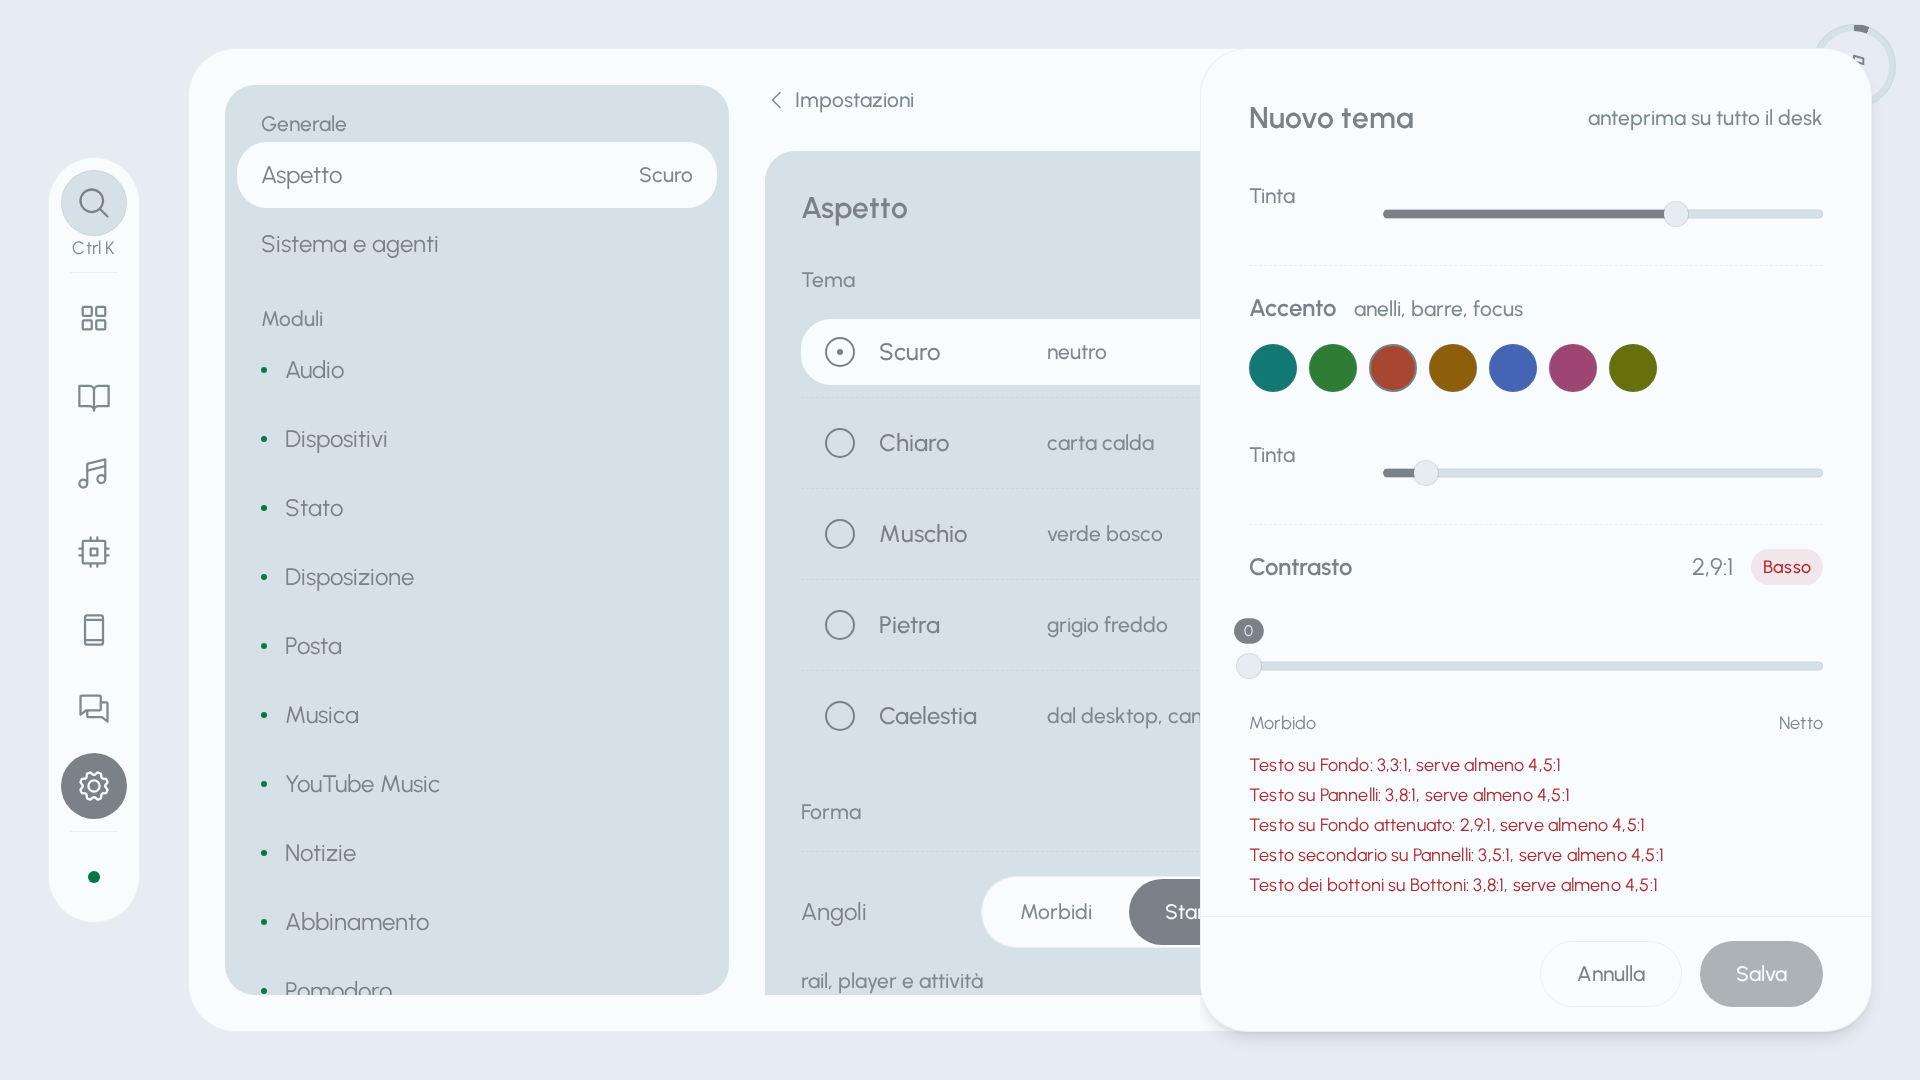 Ctrl K
Generale
Aspetto Scuro
Sistema e agenti
Moduli
Audio
Dispositivi
Stato
Disposizione
Posta
Musica
YouTube Music
Notizie
Abbinamento
Pomodoro
Impostazioni
Aspetto
Tema
Scuro neutro
Chiaro carta calda
Muschio verde bosco
Pietra grigio freddo
Caelestia dal desktop,
Forma
Angoli Morbidi
rail, player e attività
Nuovo tema anteprima su tutto il desk
Tinta
Accento anelli, barre, focus
Tinta
Contrasto 2,9:1 Basso
0
Morbido Netto
Testo su Fondo: 3,3:1, serve almeno 4,5:1
Testo su Pannelli: 3,8:1, serve almeno 4,5:1
Testo su Fondo attenuato: 2,9:1, serve almeno 4,5:1
Testo secondario su Pannelli: 3,5:1, serve almeno 4,5:1
Testo dei bottoni su Bottoni: 3,8:1, serve almeno 4,5:1
Annulla Salva